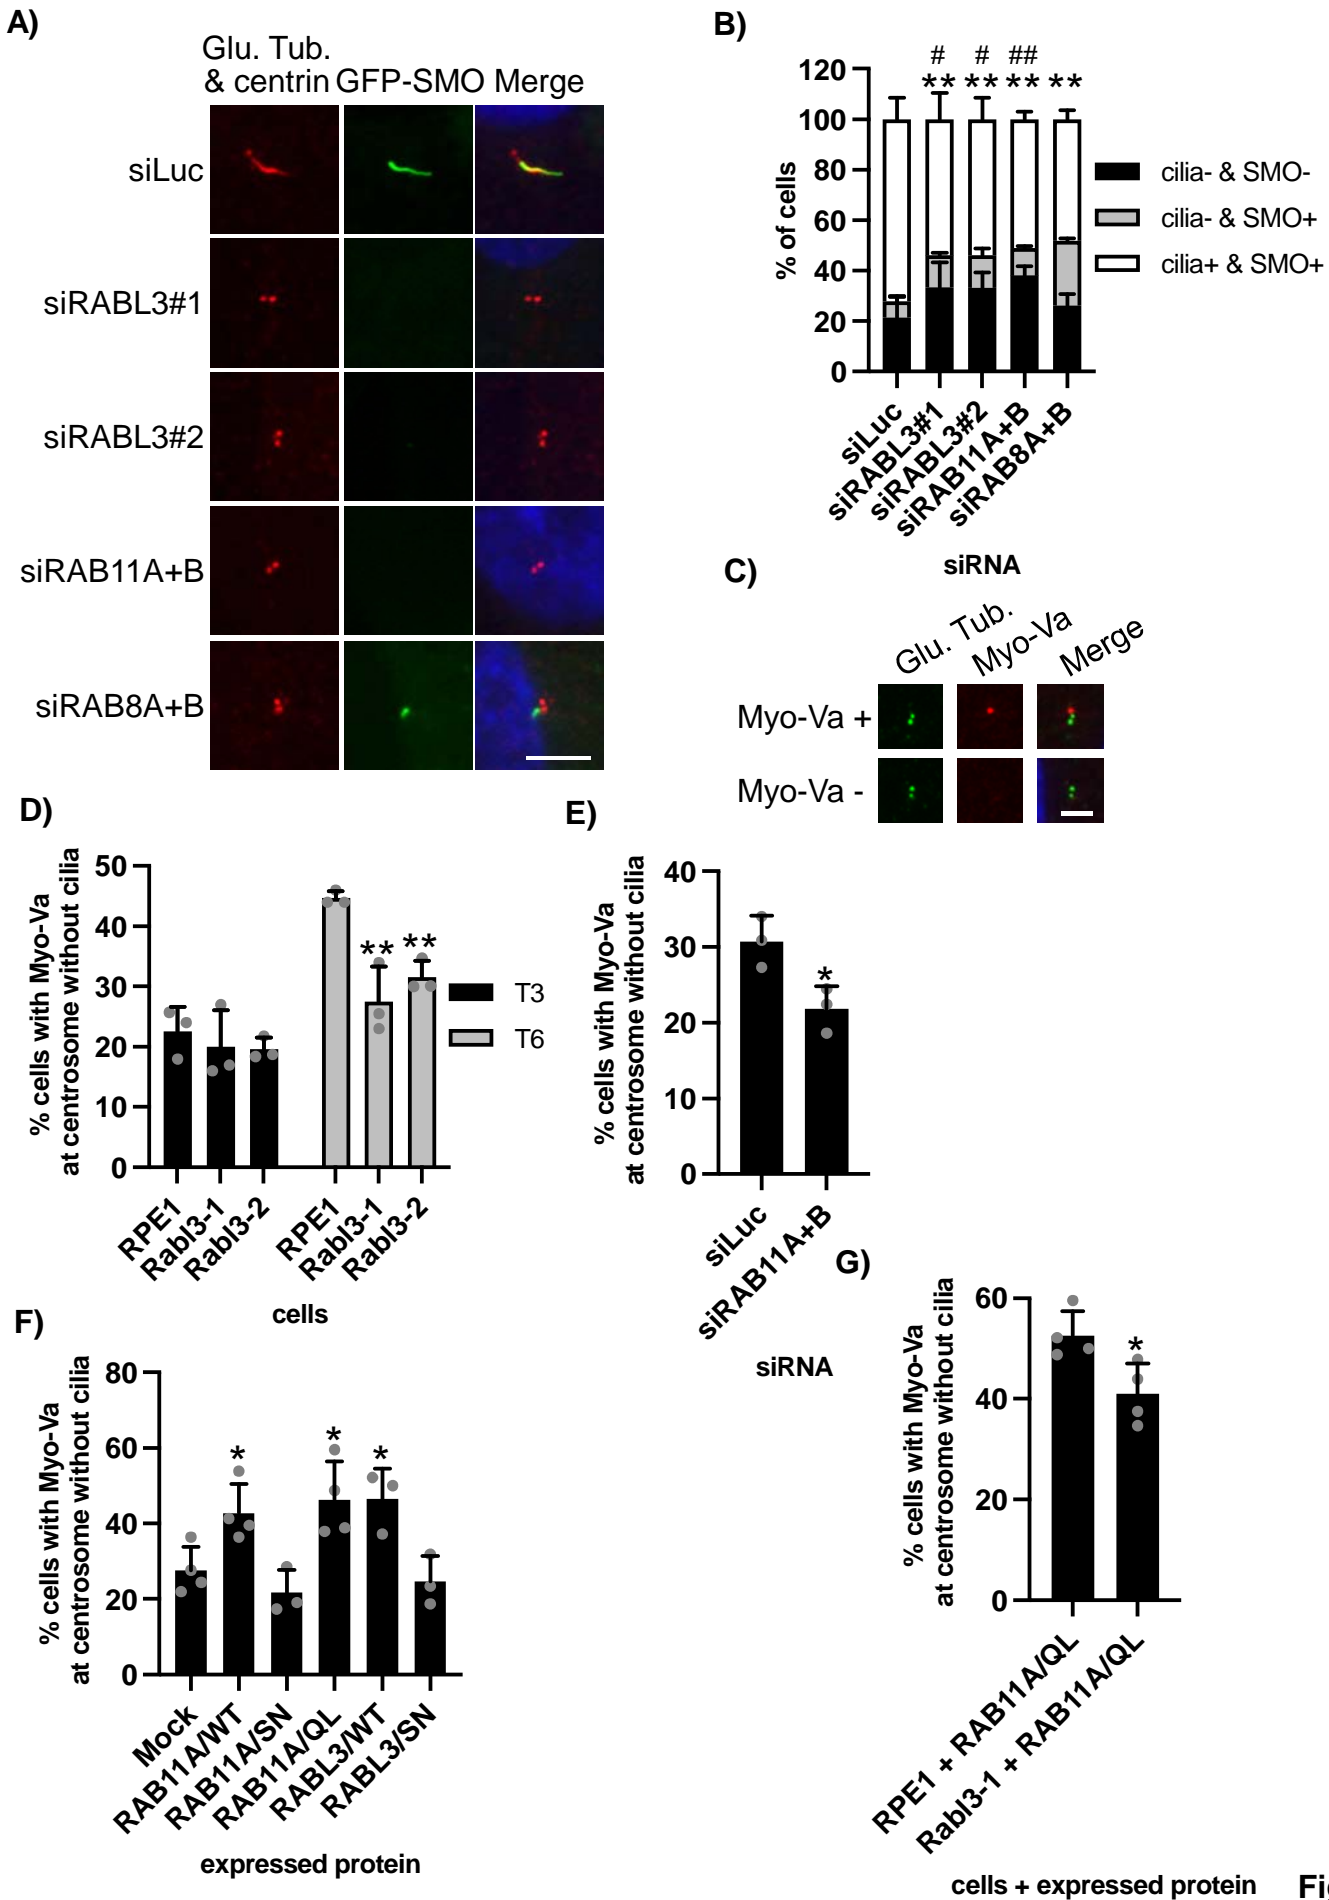 A)
Glu. Tub.
& centrin GFP-SMO Merge
siLuc
siRABL3#1
siRABL3#2
siRAB11A+B
siRAB8A+B
B)
# # ##
** ** ** **
% of cells
120
100
80
60
40
20
0
cilia- & SMO-
cilia- & SMO+
cilia+ & SMO+
siLuc
siRABL3#1
siRABL3#2
siRAB11A+B
siRAB8A+B
siRNA
C)
Glu. Tub.
Myo-Va
Merge
Myo-Va +
Myo-Va -
D)
% cells with Myo-Va
at centrosome without cilia
50
40
30
20
10
0
** **
T3
T6
RPE1
Rabl3-1
Rabl3-2
RPE1
Rabl3-1
Rabl3-2
cells
E)
% cells with Myo-Va
at centrosome without cilia
40
30
20
10
0
*
siLuc
siRAB11A+B
siRNA
F)
% cells with Myo-Va
at centrosome without cilia
80
60
40
20
0
* * *
Mock
RAB11A/WT
RAB11A/SN
RAB11A/QL
RABL3/WT
RABL3/SN
expressed protein
G)
% cells with Myo-Va
at centrosome without cilia
60
40
20
0
*
RPE1 + RAB11A/QL
Rabl3-1 + RAB11A/QL
cells + expressed protein